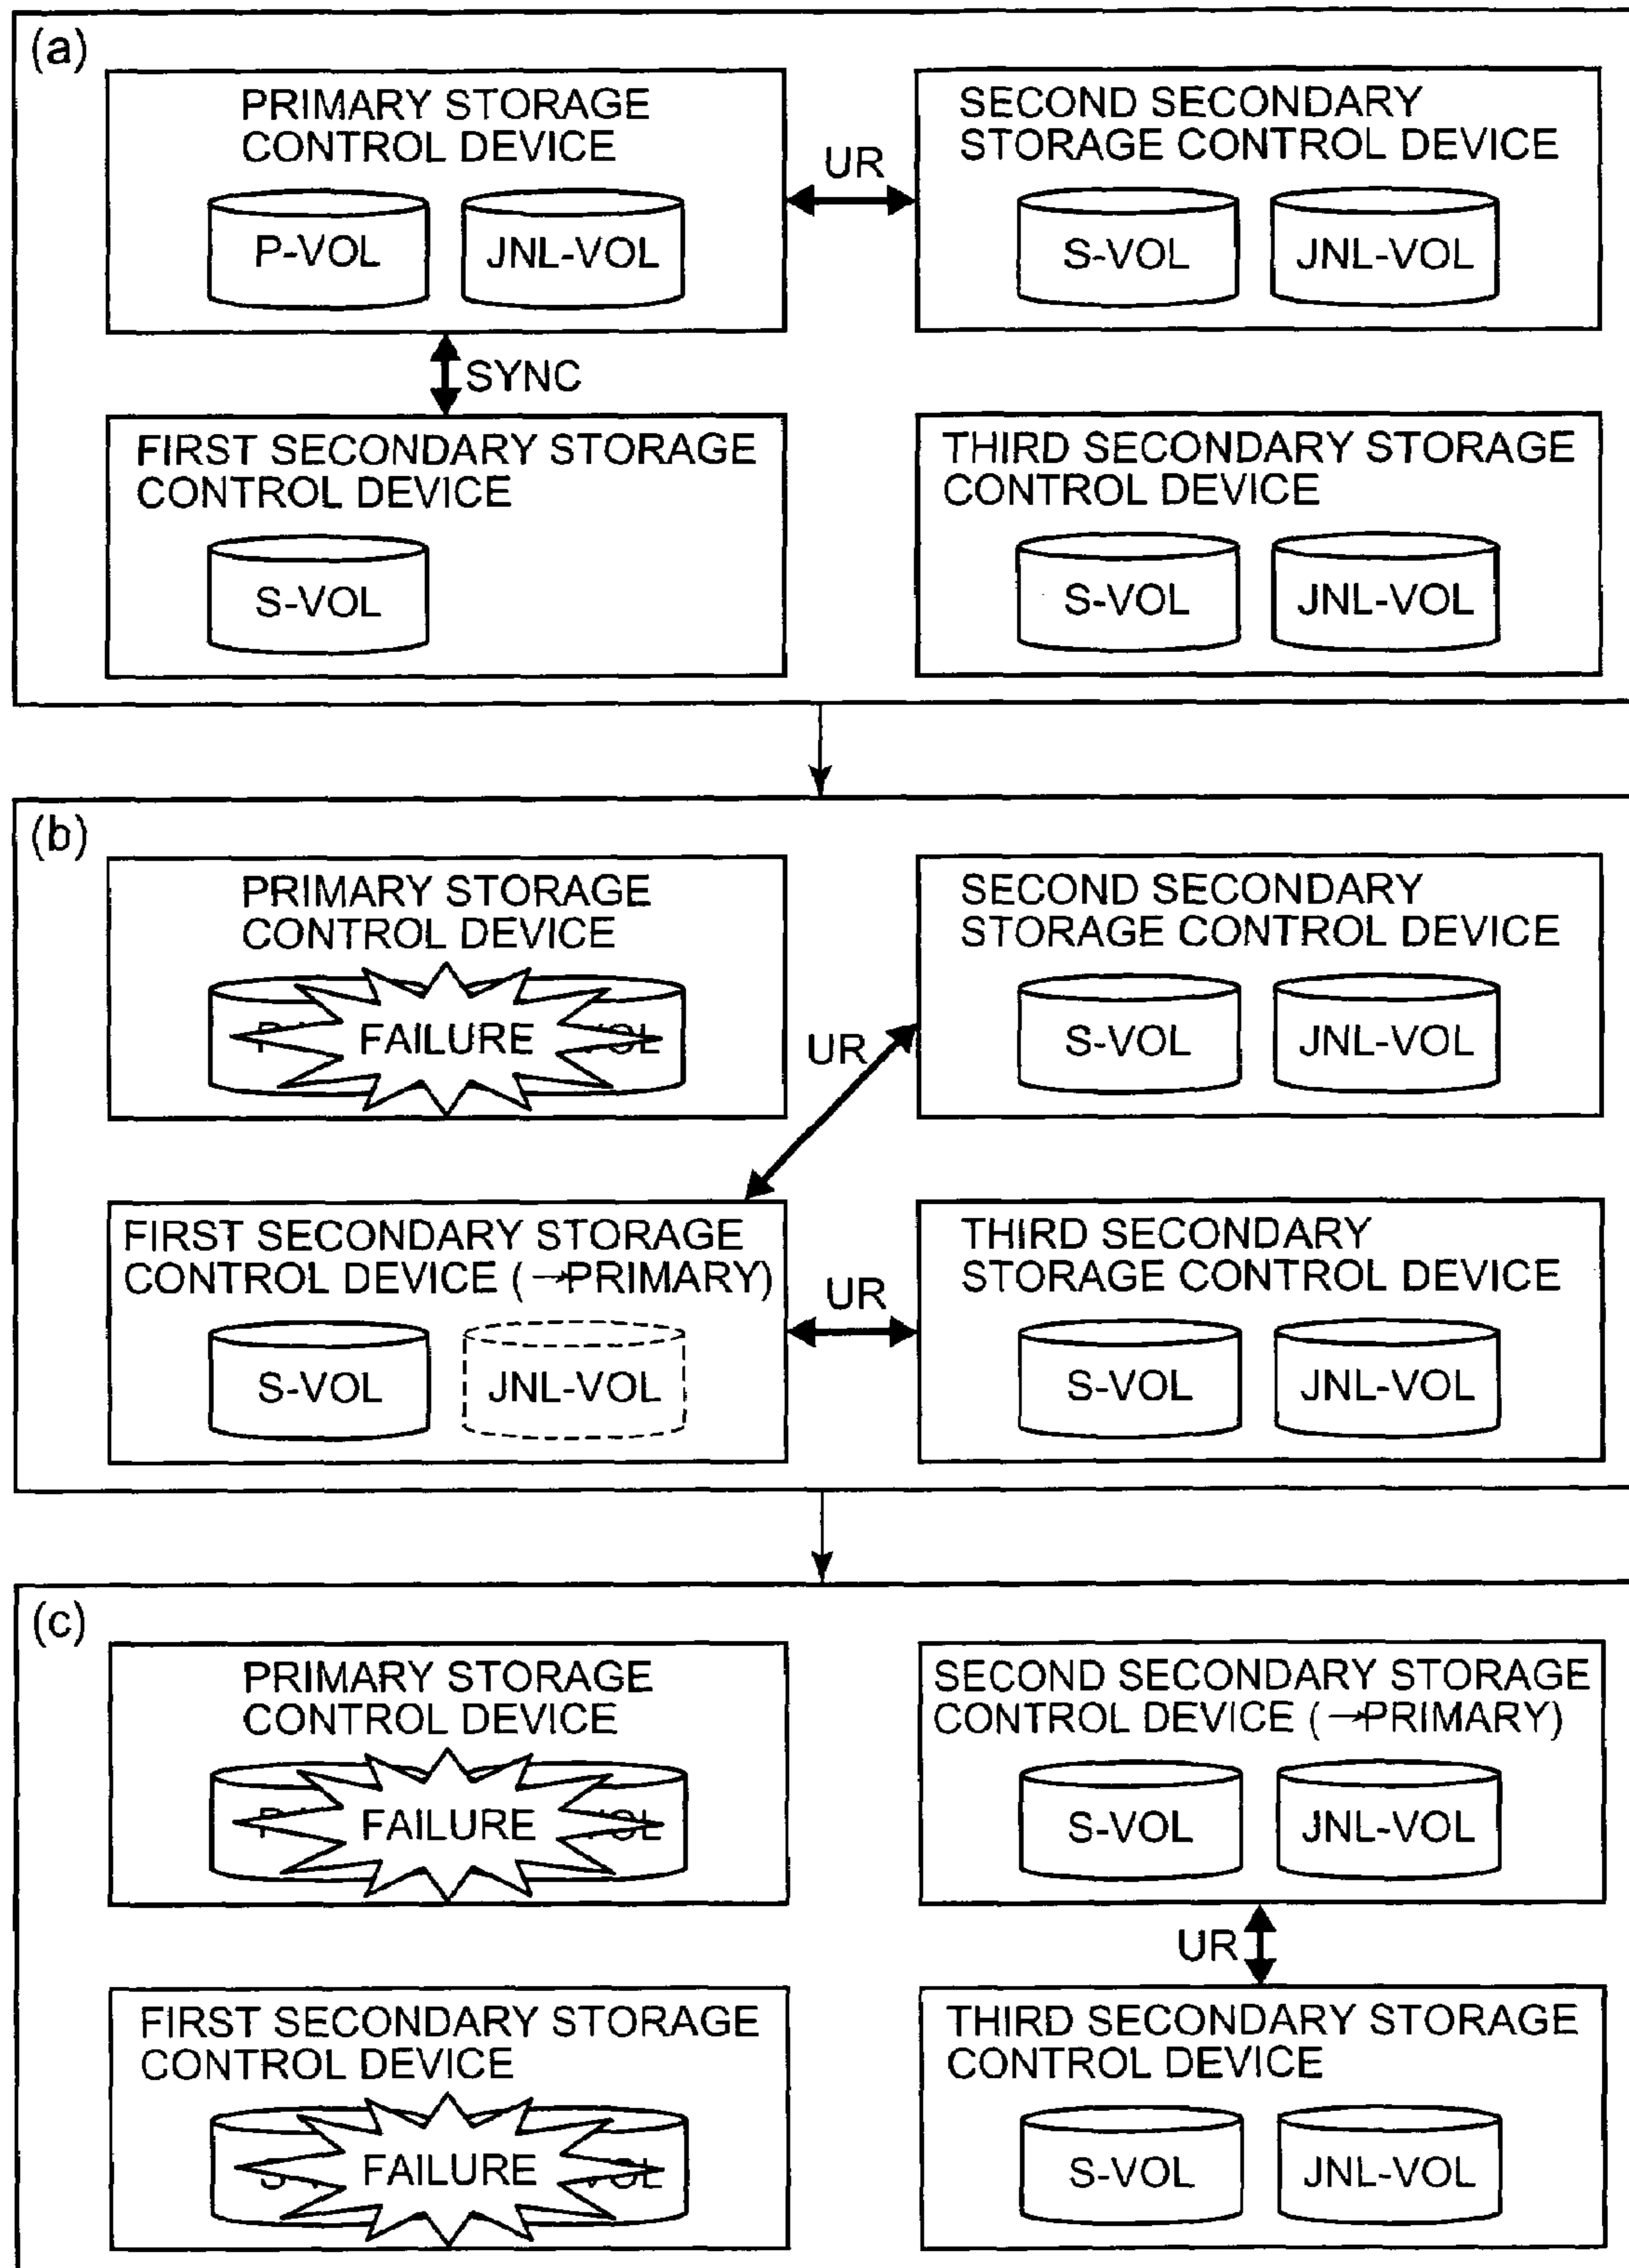 (a)
PRIMARY STORAGE
CONTROL DEVICE
P-VOL
JNL-VOL
UR
SECOND SECONDARY
STORAGE CONTROL DEVICE
S-VOL
JNL-VOL
SYNC
FIRST SECONDARY STORAGE
CONTROL DEVICE
S-VOL
THIRD SECONDARY STORAGE
CONTROL DEVICE
S-VOL
JNL-VOL
(b)
PRIMARY STORAGE
CONTROL DEVICE
FAILURE
UR
SECOND SECONDARY
STORAGE CONTROL DEVICE
S-VOL
JNL-VOL
FIRST SECONDARY STORAGE
CONTROL DEVICE (→PRIMARY)
S-VOL
JNL-VOL
UR
THIRD SECONDARY
STORAGE CONTROL DEVICE
S-VOL
JNL-VOL
(c)
PRIMARY STORAGE
CONTROL DEVICE
FAILURE
SECOND SECONDARY STORAGE
CONTROL DEVICE (→PRIMARY)
S-VOL
JNL-VOL
UR
FIRST SECONDARY STORAGE
CONTROL DEVICE
FAILURE
THIRD SECONDARY STORAGE
CONTROL DEVICE
S-VOL
JNL-VOL